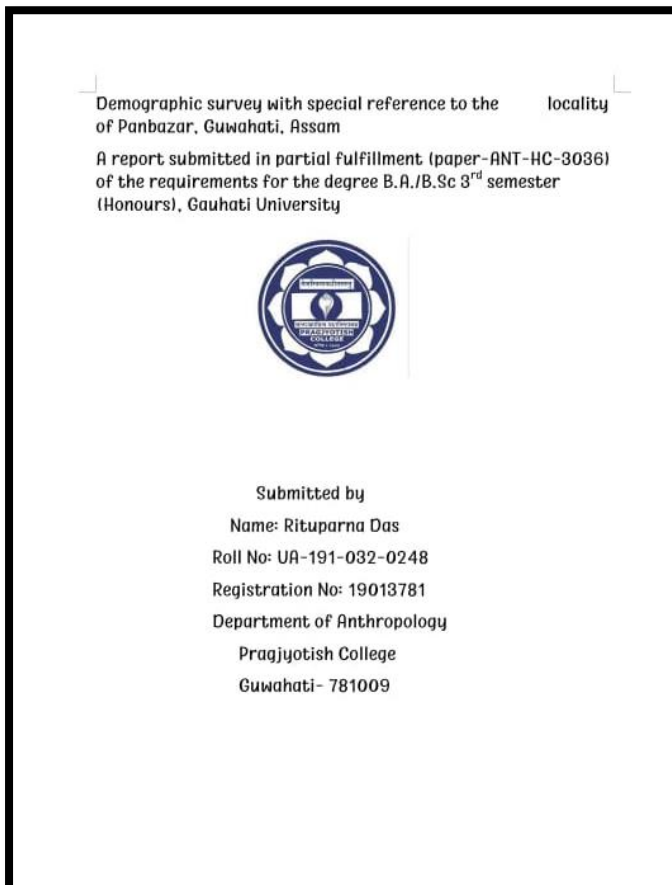 Demographic survey with special reference to the locality
of Panbazar, Guwahati, Assam
A report submitted in partial fulfillment (paper-ANT-HC-3036)
of the requirements for the degree B.A./B.Sc 3rd semester
(Honours), Gauhati University
PRAGJYOTISH
COLLEGE
Submitted by
Name: Rituparna Das
Roll No: UA-191-032-0248
Registration No: 19013781
Department of Anthropology
Pragjyotish College
Guwahati- 781009